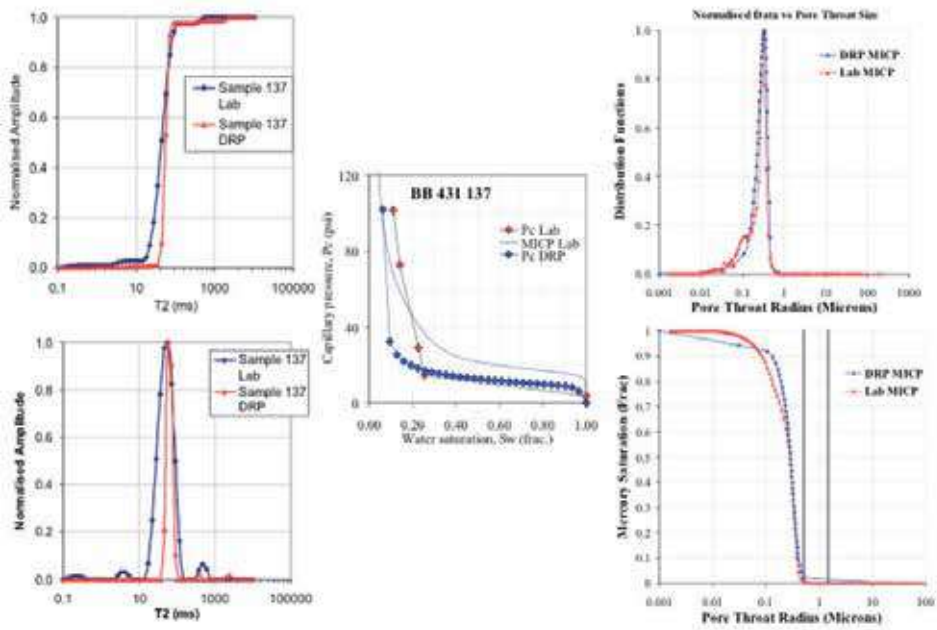 1.0
0.8
0.6
0.4
0.2
0.0
Normalised Amplitude
Sample 137
Lab
Sample 137
DRP
0.1
10
1000
100000
T2 (ms)
1.0
0.8
0.6
0.4
0.2
0.0
Normalised Amplitude
Sample 137
Lab
Sample 137
DRP
0.1
10
1000
100000
T2 (ms)
BB 431 137
120
80
40
0
Capillary pressure, Pc (psi)
Pc Lab
MICP Lab
Pc DRP
0.00
0.20
0.40
0.60
0.80
1.00
Water saturation, Sw (frac.)
Normalised Data vs Pore Throat Size
1.0
0.8
0.6
0.4
0.2
0.0
Distribution Functions
DRP MICP
Lab MICP
0.001
0.01
0.1
1
10
100
1000
Pore Throat Radius (Microns)
1
0.9
0.8
0.7
0.6
0.5
0.4
0.3
0.2
0.1
0
Mercury Saturation (Frac)
DRP MICP
Lab MICP
0.001
0.01
0.1
1
10
Pore Throat Radius (Microns)